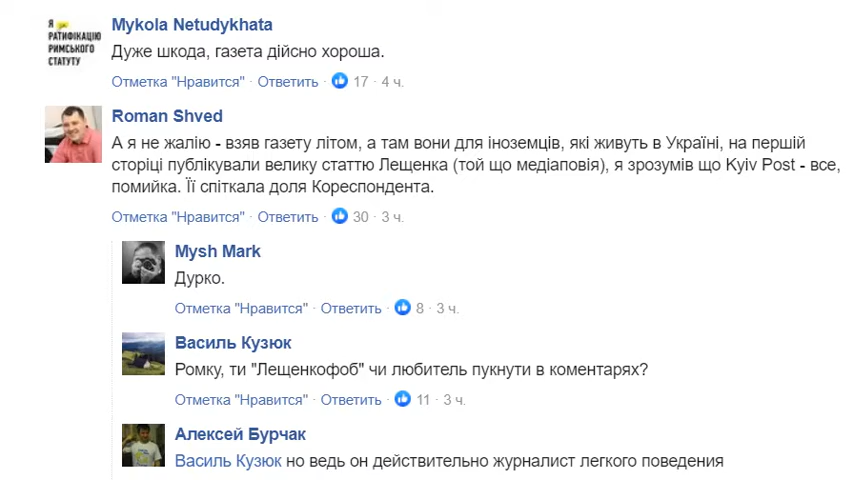 Я за
РАТИФІКАЦІЮ
РИМСЬКОГО
СТАТУТУ
Mykola Netudykhata
Дуже шкода, газета дійсно хороша.
Отметка "Нравится" · Ответить · 17 · 4 ч.
Roman Shved
А я не жалію - взяв газету літом, а там вони для іноземців, які живуть в Україні, на першій
сторіці публікували велику статтю Лещенка (той що медіаповія), я зрозумів що Kyiv Post - все,
помийка. Її спіткала доля Кореспондента.
Отметка "Нравится" · Ответить · 30 · 3 ч.
Mysh Mark
Дурко.
Отметка "Нравится" · Ответить · 8 · 3 ч.
Василь Кузюк
Ромку, ти "Лещенкофоб" чи любитель пукнути в коментарях?
Отметка "Нравится" · Ответить · 11 · 3 ч.
Алексей Бурчак
Василь Кузюк но ведь он действительно журналист легкого поведения